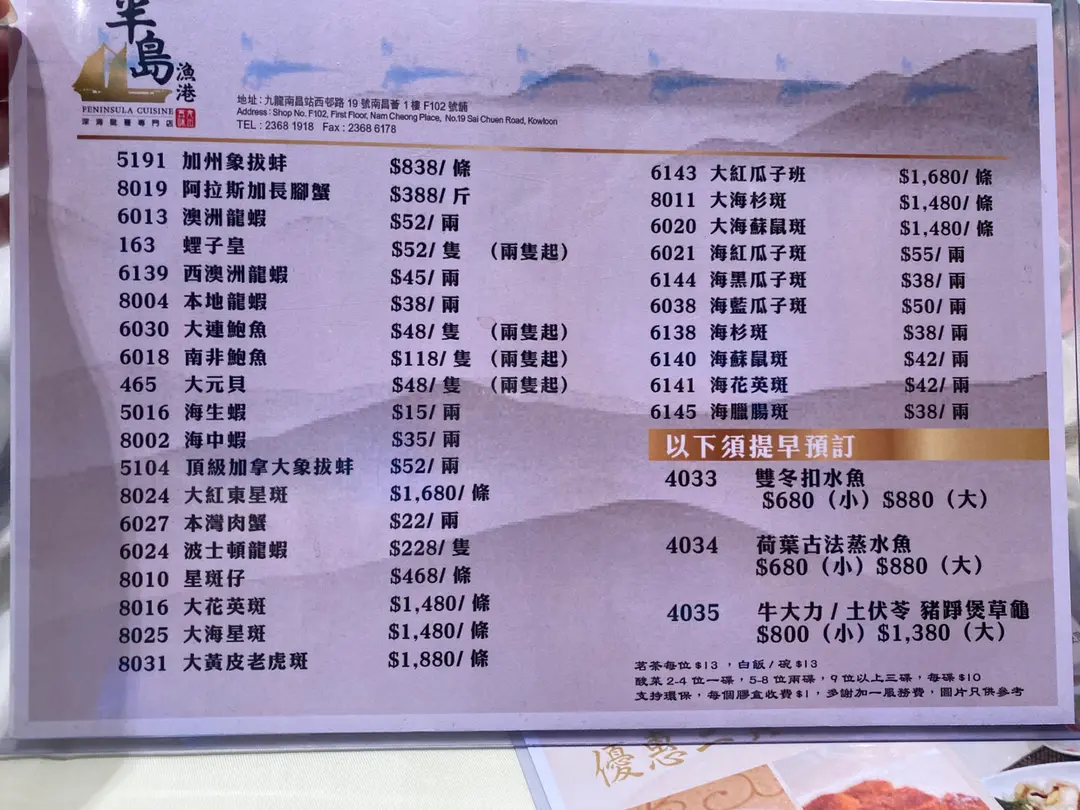 半島
漁港
PENINSULA CUISINE
地址：九龍南昌站西邨路 19 號南昌薈 1 樓 F102 號鋪
Address : Shop No. F102, First Floor, Nam Cheong Place, No.19 Sai Chuen Road, Kowloon
TEL : 2368 1918 Fax : 2368 6178
5191 加州象拔蚌 $838/ 條
8019 阿拉斯加長腳蟹 $388/ 斤
6013 澳洲龍蝦 $52/ 兩
163 蟶子皇 $52/ 隻 （兩隻起）
6139 西澳洲龍蝦 $45/ 兩
8004 本地龍蝦 $38/ 兩
6030 大連鮑魚 $48/ 隻 （兩隻起）
6018 南非鮑魚 $118/ 隻 （兩隻起）
465 大元貝 $48/ 隻 （兩隻起）
5016 海生蝦 $15/ 兩
8002 海中蝦 $35/ 兩
5104 頂級加拿大象拔蚌 $52/ 兩
8024 大紅東星斑 $1,680/ 條
6027 本灣肉蟹 $22/ 兩
6024 波士頓龍蝦 $228/ 隻
8010 星斑仔 $468/ 條
8016 大花英斑 $1,480/ 條
8025 大海星斑 $1,480/ 條
8031 大黃皮老虎斑 $1,880/ 條
6143 大紅瓜子班 $1,680/ 條
8011 大海杉斑 $1,480/ 條
6020 大海蘇鼠斑 $1,480/ 條
6021 海紅瓜子斑 $55/ 兩
6144 海黑瓜子斑 $38/ 兩
6038 海藍瓜子斑 $50/ 兩
6138 海杉斑 $38/ 兩
6140 海蘇鼠斑 $42/ 兩
6141 海花英斑 $42/ 兩
6145 海臘腸斑 $38/ 兩
以下須提早預訂
4033 雙冬扣水魚
$680（小）$880（大）
4034 荷葉古法蒸水魚
$680（小）$880（大）
4035 牛大力 / 土伏苓 豬踭煲草龜
$800（小）$1,380（大）
茗茶每位 $13 ，白飯 / 碗 $13
酸菜 2-4 位一碟，5-8 位兩碟，9 位以上三碟，每碟 $10
支持環保，每個膠盒收費 $1，多謝加一服務費，圖片只供參考
優惠